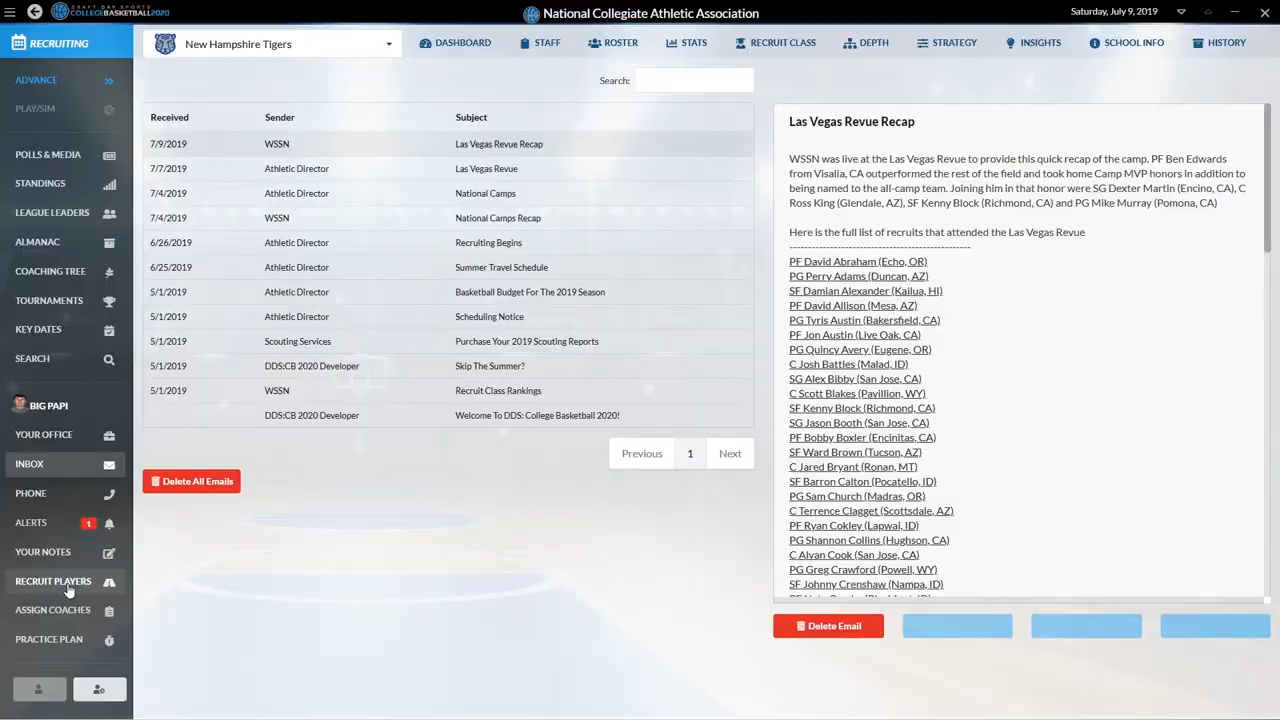 DRAFT DAY SPORTS
COLLEGEBASKETBALL2020
National Collegiate Athletic Association
Saturday, July 9, 2019
RECRUITING
New Hampshire Tigers
DASHBOARD
STAFF
ROSTER
STATS
RECRUIT CLASS
DEPTH
STRATEGY
INSIGHTS
SCHOOL INFO
HISTORY
ADVANCE
PLAY/SIM
POLLS & MEDIA
STANDINGS
LEAGUE LEADERS
ALMANAC
COACHING TREE
TOURNAMENTS
KEY DATES
SEARCH
BIG PAPI
YOUR OFFICE
INBOX
PHONE
ALERTS 1
YOUR NOTES
RECRUIT PLAYERS
ASSIGN COACHES
PRACTICE PLAN
Search:
Received Sender Subject
7/9/2019 WSSN Las Vegas Revue Recap
7/7/2019 Athletic Director Las Vegas Revue
7/4/2019 Athletic Director National Camps
7/4/2019 WSSN National Camps Recap
6/26/2019 Athletic Director Recruiting Begins
6/25/2019 Athletic Director Summer Travel Schedule
5/1/2019 Athletic Director Basketball Budget For The 2019 Season
5/1/2019 Athletic Director Scheduling Notice
5/1/2019 Scouting Services Purchase Your 2019 Scouting Reports
5/1/2019 DDS:CB 2020 Developer Skip The Summer?
5/1/2019 WSSN Recruit Class Rankings
DDS:CB 2020 Developer Welcome To DDS: College Basketball 2020!
Previous 1 Next
Delete All Emails
Las Vegas Revue Recap
WSSN was live at the Las Vegas Revue to provide this quick recap of the camp. PF Ben Edwards
from Visalia, CA outperformed the rest of the field and took home Camp MVP honors in addition to
being named to the all-camp team. Joining him in that honor were SG Dexter Martin (Encino, CA), C
Ross King (Glendale, AZ), SF Kenny Block (Richmond, CA) and PG Mike Murray (Pomona, CA)
Here is the full list of recruits that attended the Las Vegas Revue
-------------------------------------------------
PF David Abraham (Echo, OR)
PG Perry Adams (Duncan, AZ)
SF Damian Alexander (Kailua, HI)
PF David Allison (Mesa, AZ)
PG Tyris Austin (Bakersfield, CA)
PF Jon Austin (Live Oak, CA)
PG Quincy Avery (Eugene, OR)
C Josh Battles (Malad, ID)
SG Alex Bibby (San Jose, CA)
C Scott Blakes (Pavillion, WY)
SF Kenny Block (Richmond, CA)
SG Jason Booth (San Jose, CA)
PF Bobby Boxler (Encinitas, CA)
SF Ward Brown (Tucson, AZ)
C Jared Bryant (Ronan, MT)
SF Barron Calton (Pocatello, ID)
PG Sam Church (Madras, OR)
C Terrence Clagget (Scottsdale, AZ)
PF Ryan Cokley (Lapwai, ID)
PG Shannon Collins (Hughson, CA)
C Alvan Cook (San Jose, CA)
PG Greg Crawford (Powell, WY)
SF Johnny Crenshaw (Nampa, ID)
Delete Email